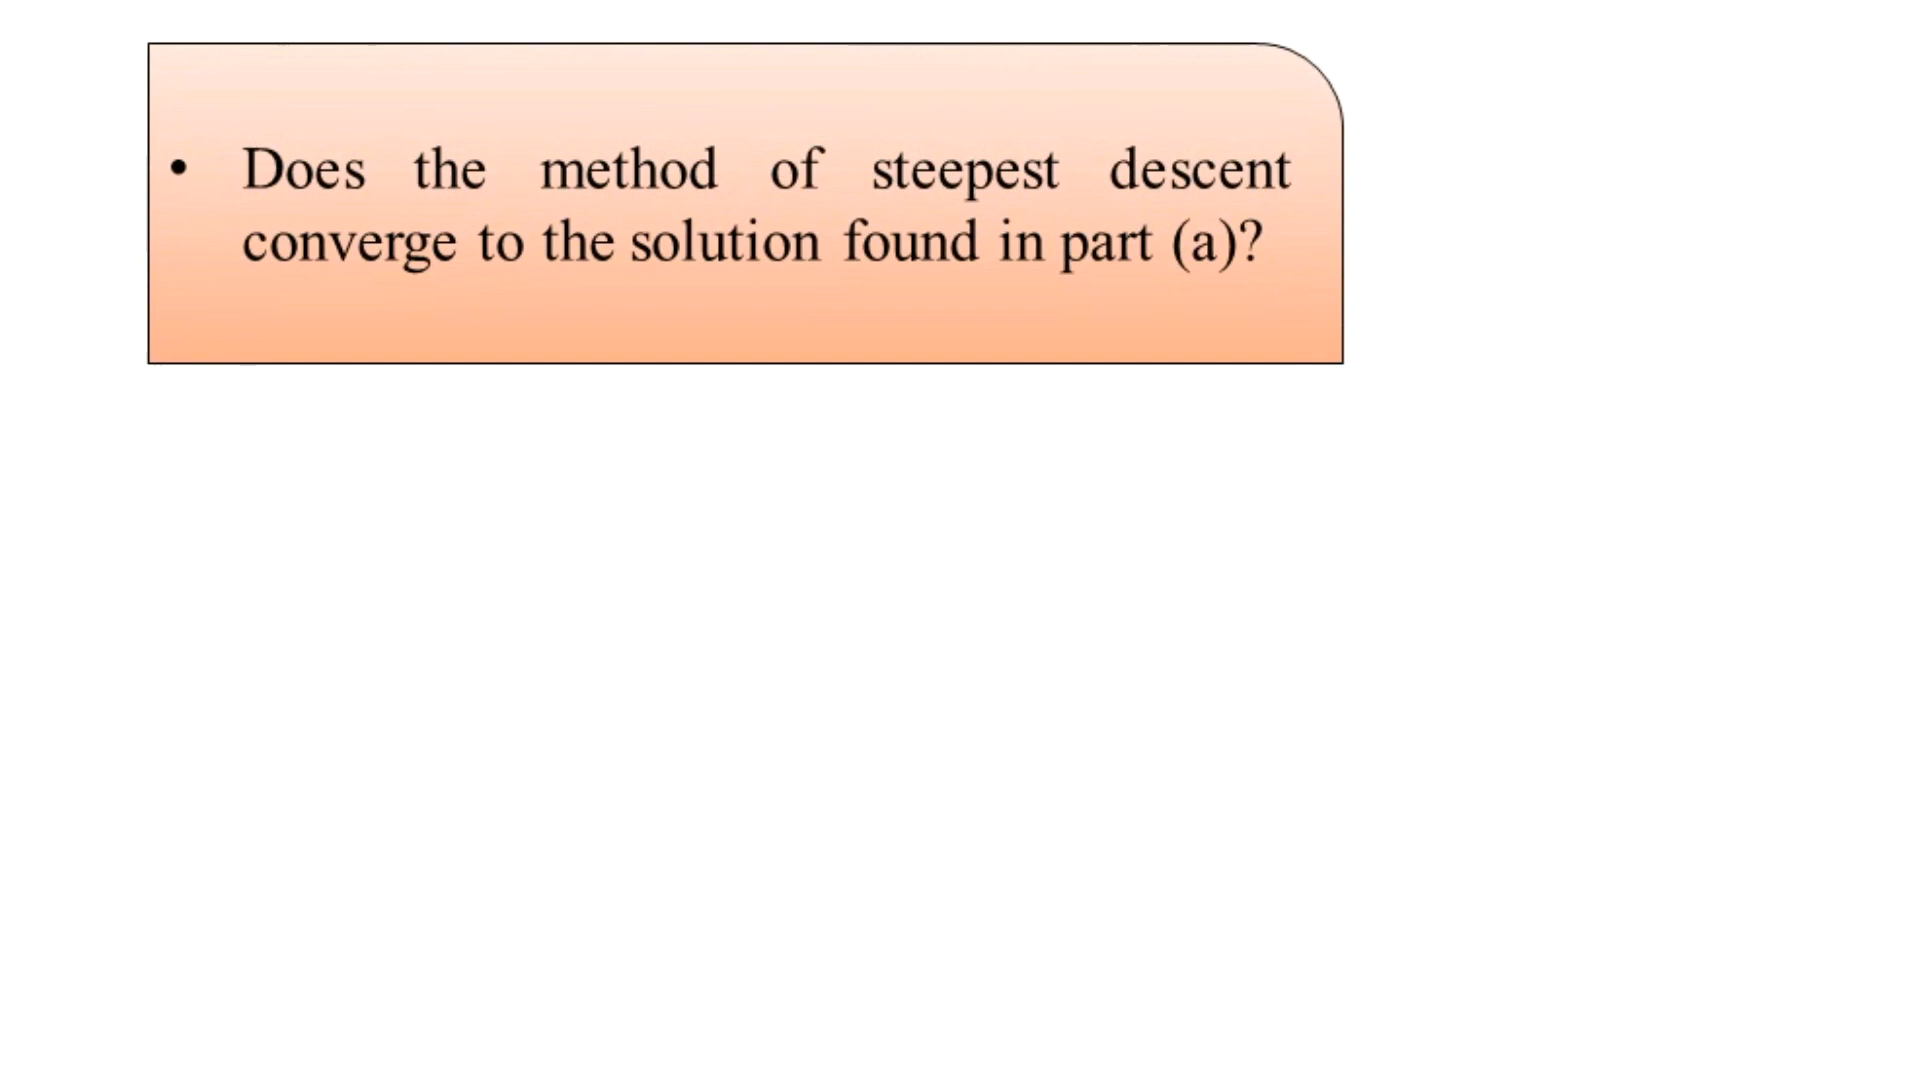 • Does the method of steepest descent
converge to the solution found in part (a)?